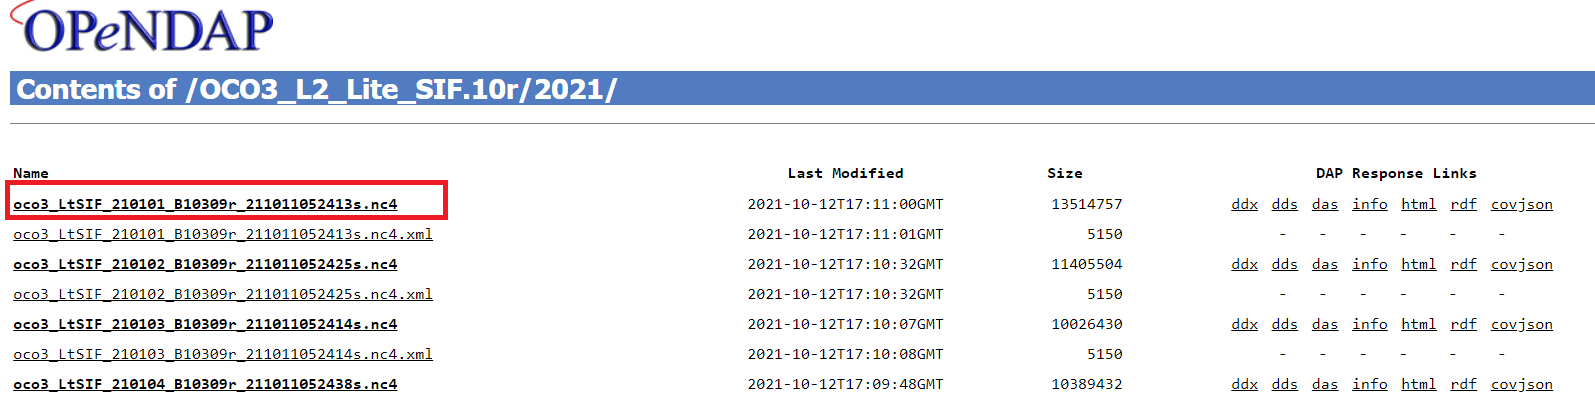 OPeNDAP
Contents of /OCO3_L2_Lite_SIF.10r/2021/
Name Last Modified Size DAP Response Links
oco3_LtSIF_210101_B10309r_211011052413s.nc4 2021-10-12T17:11:00GMT 13514757 ddx dds das info html rdf covjson
oco3_LtSIF_210101_B10309r_211011052413s.nc4.xml 2021-10-12T17:11:01GMT 5150 - - - - - -
oco3_LtSIF_210102_B10309r_211011052425s.nc4 2021-10-12T17:10:32GMT 11405504 ddx dds das info html rdf covjson
oco3_LtSIF_210102_B10309r_211011052425s.nc4.xml 2021-10-12T17:10:32GMT 5150 - - - - - -
oco3_LtSIF_210103_B10309r_211011052414s.nc4 2021-10-12T17:10:07GMT 10026430 ddx dds das info html rdf covjson
oco3_LtSIF_210103_B10309r_211011052414s.nc4.xml 2021-10-12T17:10:08GMT 5150 - - - - - -
oco3_LtSIF_210104_B10309r_211011052438s.nc4 2021-10-12T17:09:48GMT 10389432 ddx dds das info html rdf covjson